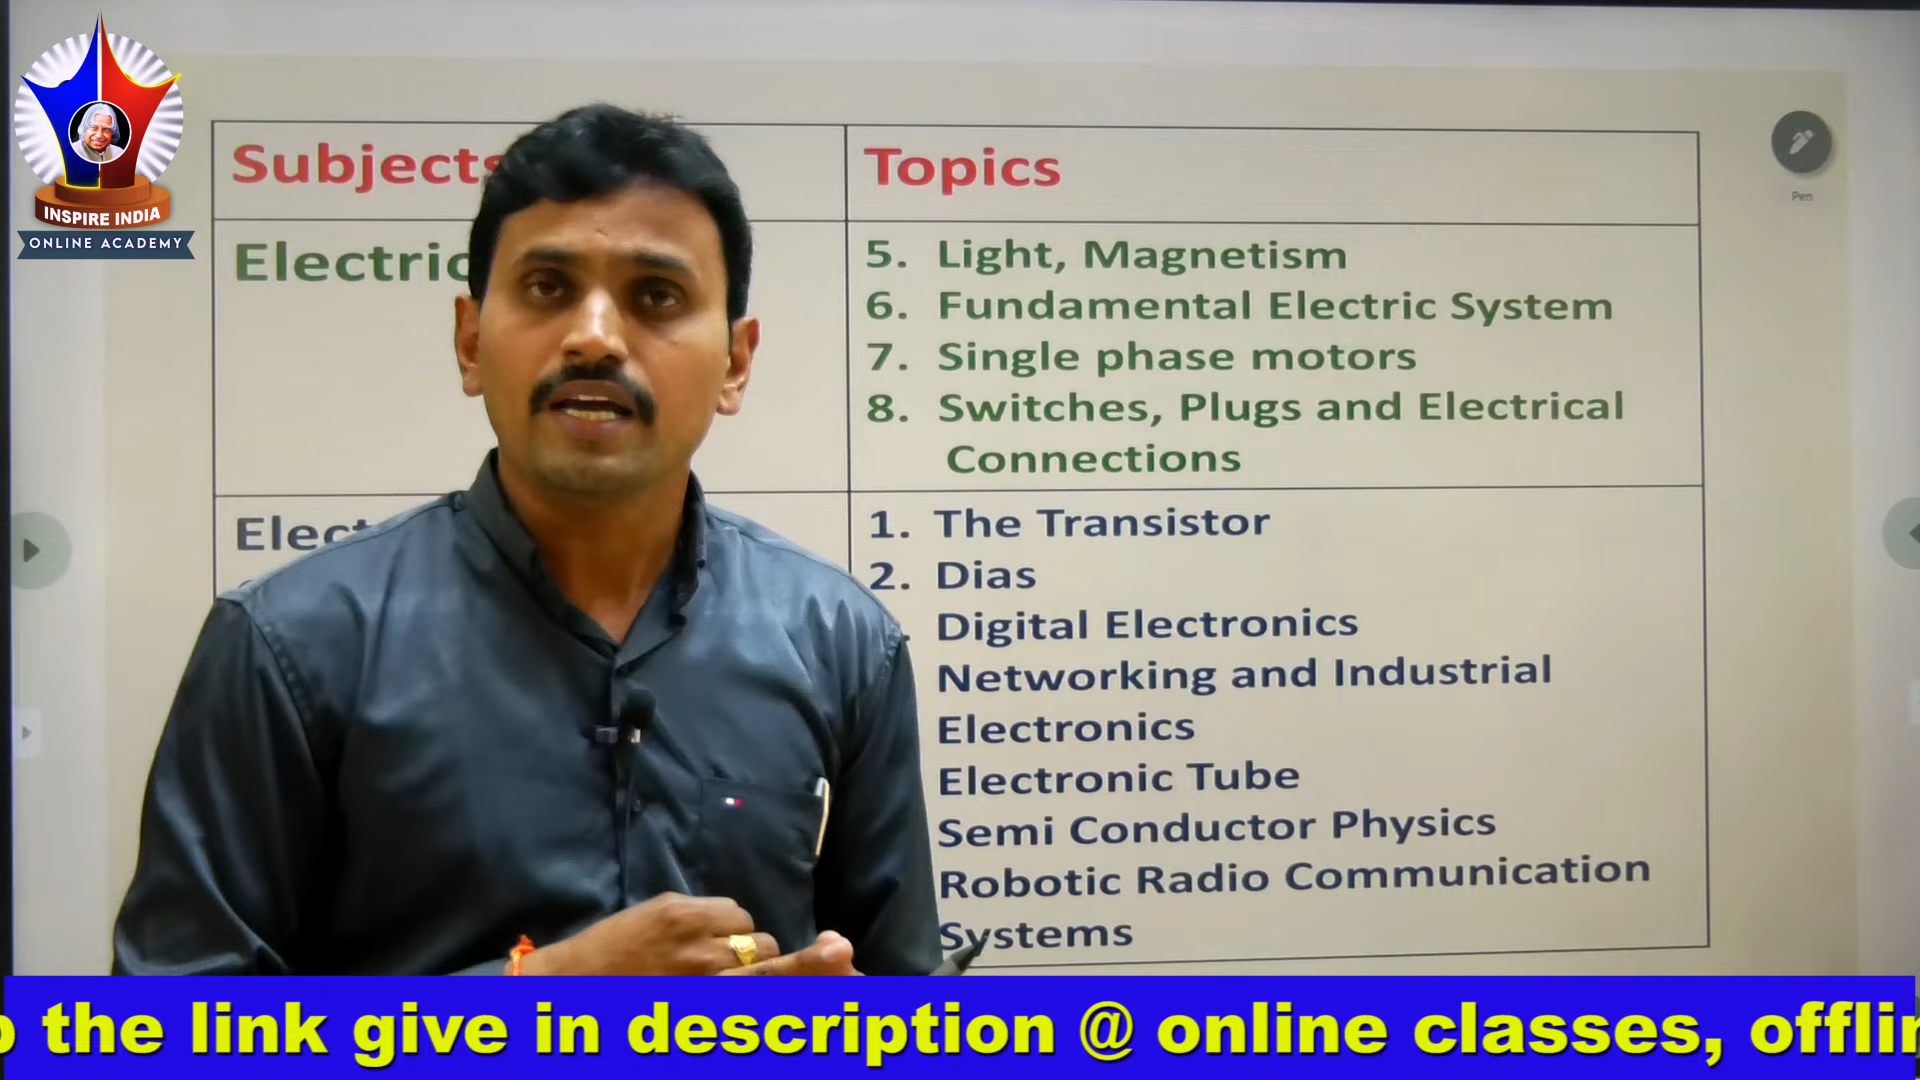 INSPIRE INDIA
ONLINE ACADEMY
Subjects
Topics
Pen
Electric
5. Light, Magnetism
6. Fundamental Electric System
7. Single phase motors
8. Switches, Plugs and Electrical
Connections
Elect
1. The Transistor
2. Dias
Digital Electronics
Networking and Industrial
Electronics
Electronic Tube
Semi Conductor Physics
Robotic Radio Communication
Systems
the link give in description @ online classes, offlin